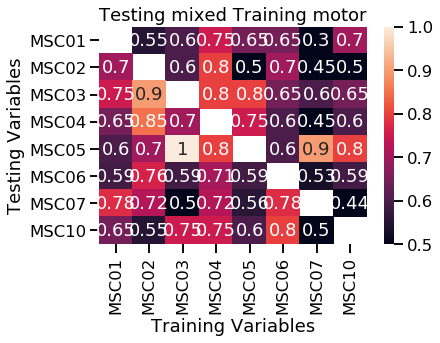 Testing mixed Training motor
Testing Variables
MSC01 0.55 0.6 0.75 0.65 0.65 0.3 0.7
MSC02 0.7 0.6 0.8 0.5 0.7 0.45 0.5
MSC03 0.75 0.9 0.8 0.8 0.65 0.6 0.65
MSC04 0.65 0.85 0.7 0.75 0.6 0.45 0.6
MSC05 0.6 0.7 1 0.8 0.6 0.9 0.8
MSC06 0.59 0.76 0.59 0.71 0.59 0.53 0.59
MSC07 0.78 0.72 0.5 0.72 0.56 0.78 0.44
MSC10 0.65 0.55 0.75 0.75 0.6 0.8 0.5
MSC01 MSC02 MSC03 MSC04 MSC05 MSC06 MSC07 MSC10
Training Variables
1.0
0.9
0.8
0.7
0.6
0.5